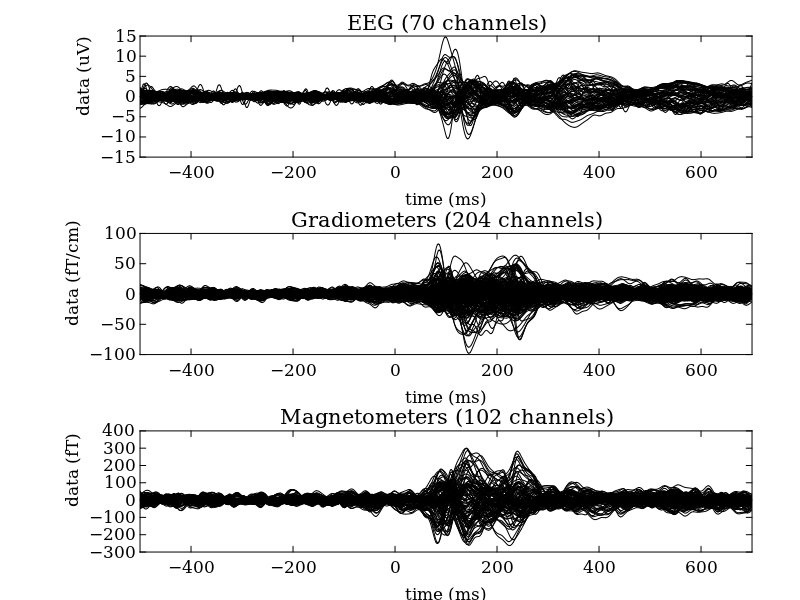 EEG (70 channels)
data (uV)
15
10
5
0
−5
−10
−15
−400 −200 0 200 400 600
time (ms)
Gradiometers (204 channels)
data (fT/cm)
100
50
0
−50
−100
−400 −200 0 200 400 600
time (ms)
Magnetometers (102 channels)
data (fT)
400
300
200
100
0
−100
−200
−300
−400 −200 0 200 400 600
time (ms)